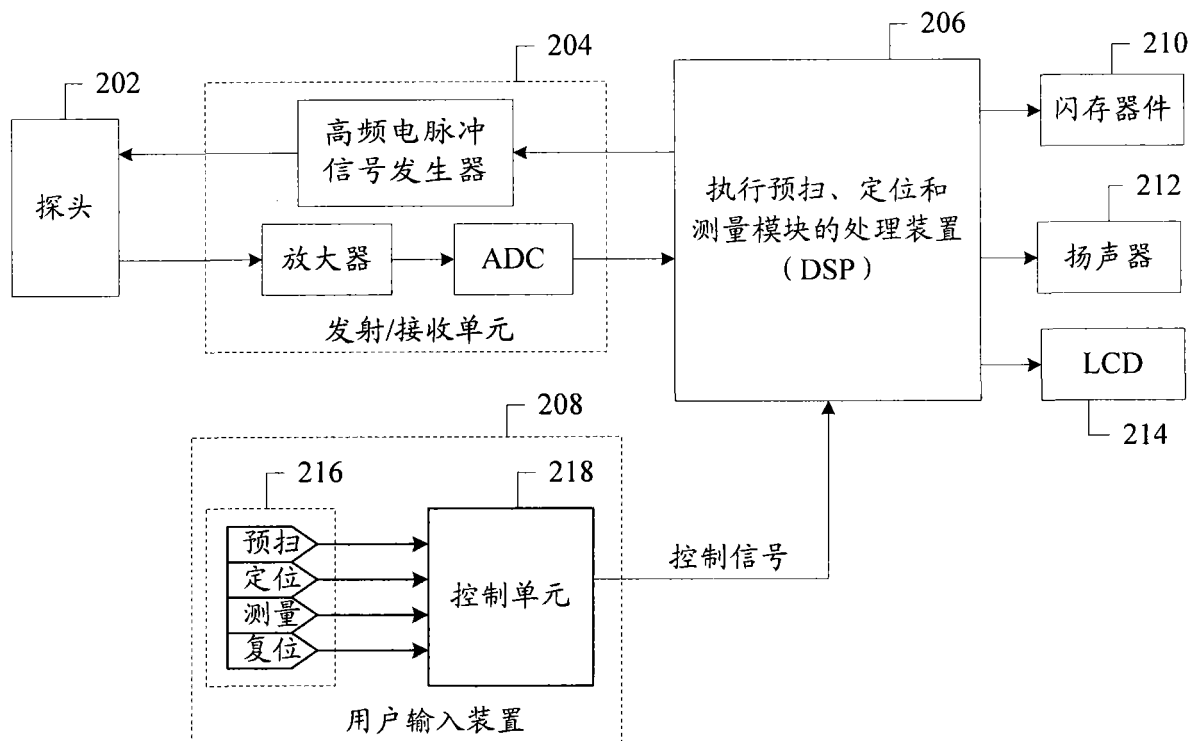 202
探头
204
高频电脉冲
信号发生器
放大器
ADC
发射/接收单元
206
执行预扫、定位和
测量模块的处理装置
(DSP)
210
闪存器件
212
扬声器
LCD
214
208
216
预扫
定位
测量
复位
218
控制单元
控制信号
用户输入装置